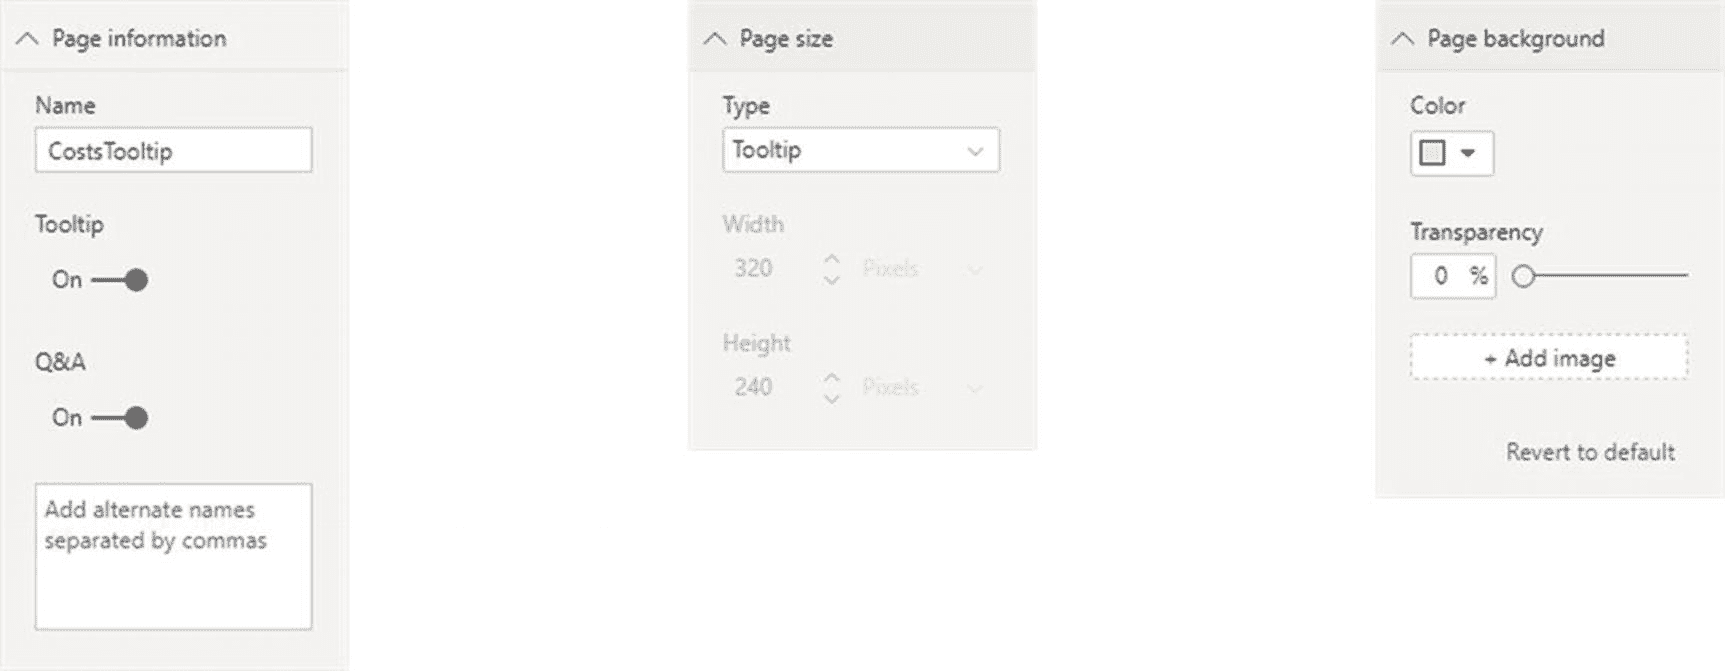 Page information
Name
CostsTooltip
Tooltip
On
Q&A
On
Add alternate names
separated by commas
Page size
Type
Tooltip
Width
320 Pixels
Height
240 Pixels
Page background
Color
Transparency
0 %
+ Add image
Revert to default